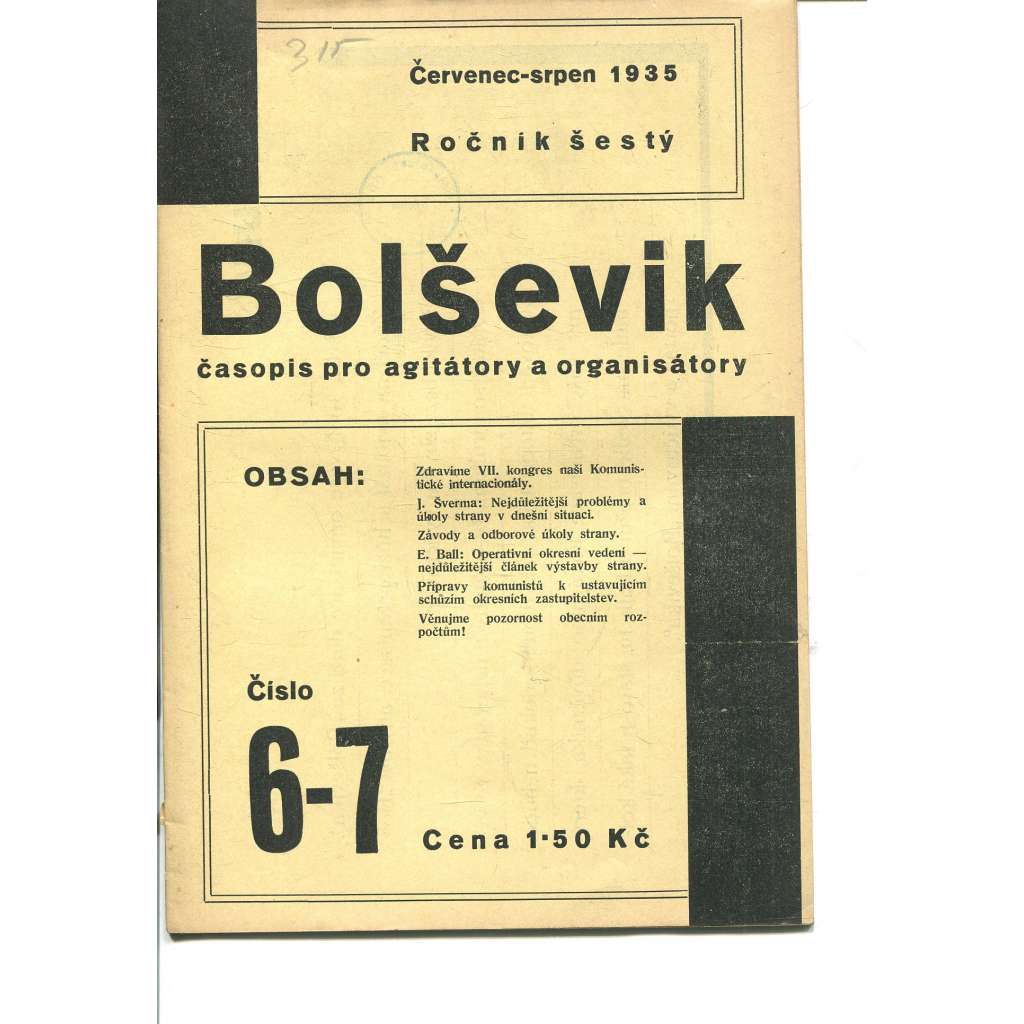 315
Červenec-srpen 1935
Ročník šestý
Bolševik
časopis pro agitátory a organisátory
OBSAH:
Zdravíme VII. kongres naší Komunis-
tické internacionály.
J. Šverma: Nejdůležitější problémy a
úkoly strany v dnešní situaci.
Závody a odborové úkoly strany.
E. Ball: Operativní okresní vedení —
nejdůležitější článek výstavby strany.
Přípravy komunistů k ustavujícím
schůzím okresních zastupitelstev.
Věnujme pozornost obecním roz-
počtům!
Číslo
6-7
Cena 1·50 Kč